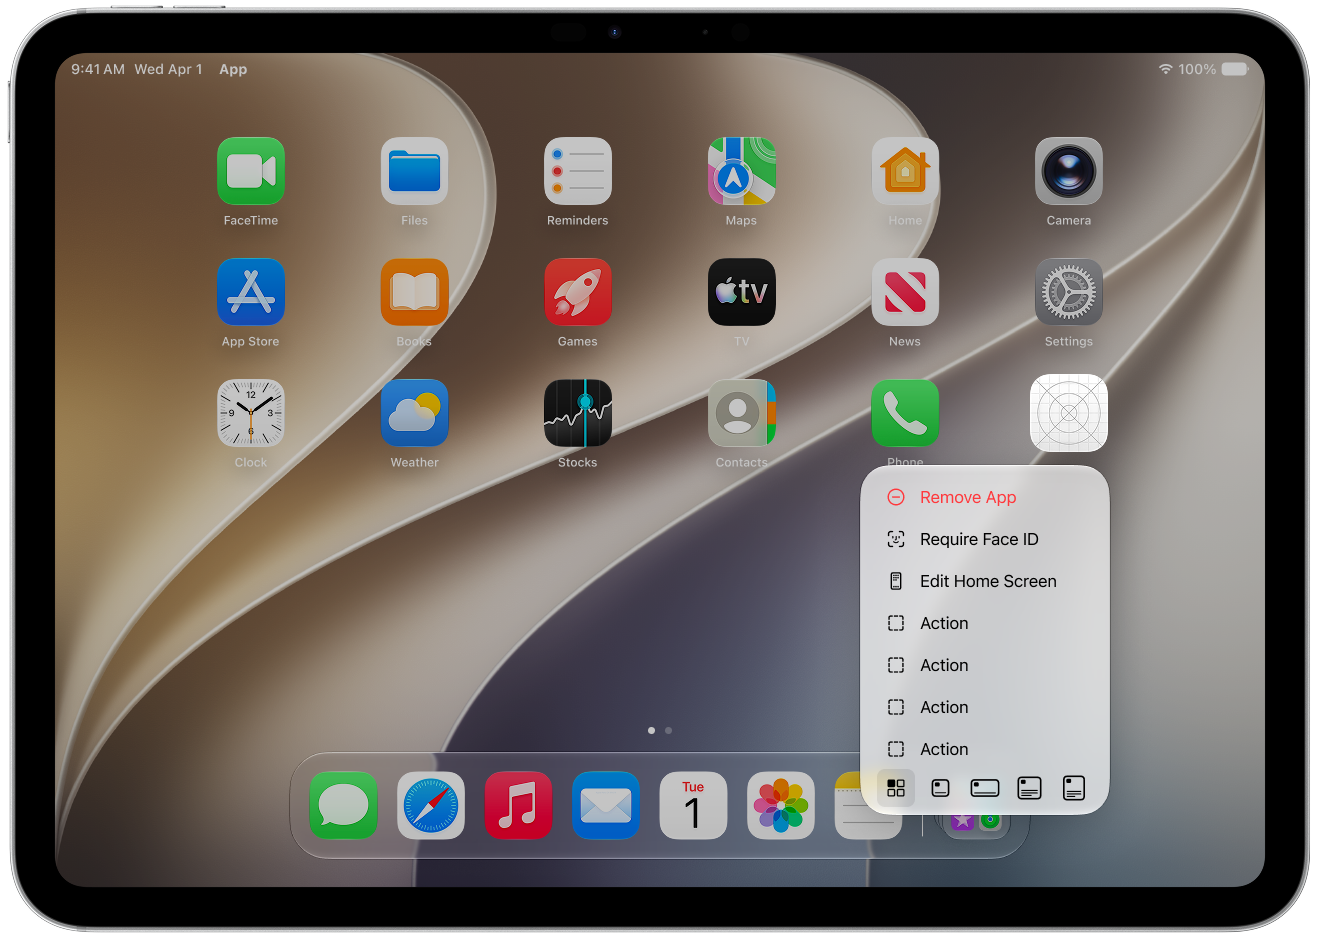 9:41 AM Wed Apr 1 App 100%
FaceTime Files Reminders Maps Home Camera
tv
App Store Books Games TV News Settings
12
9 3
6
Clock Weather Stocks Contacts Phone
Remove App
Require Face ID
Edit Home Screen
Action
Action
Action
Action
Tue
1